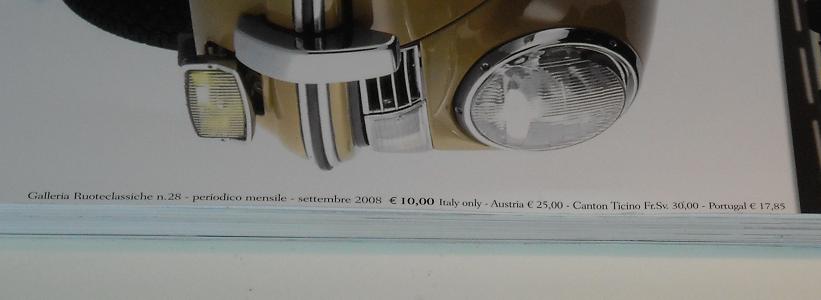 Galleria Ruoteclassiche n.28 - periodico mensile - settembre 2008 € 10,00 Italy only - Austria € 25,00 - Canton Ticino Fr.Sv. 30,00 - Portugal € 17,85